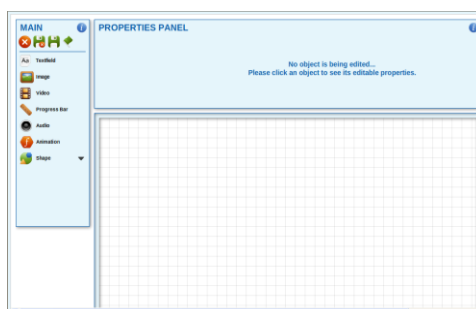 MAIN
i
Aa Textfield
Image
Video
Progress Bar
Audio
Animation
Shape
PROPERTIES PANEL
i
No object is being edited...
Please click an object to see its editable properties.